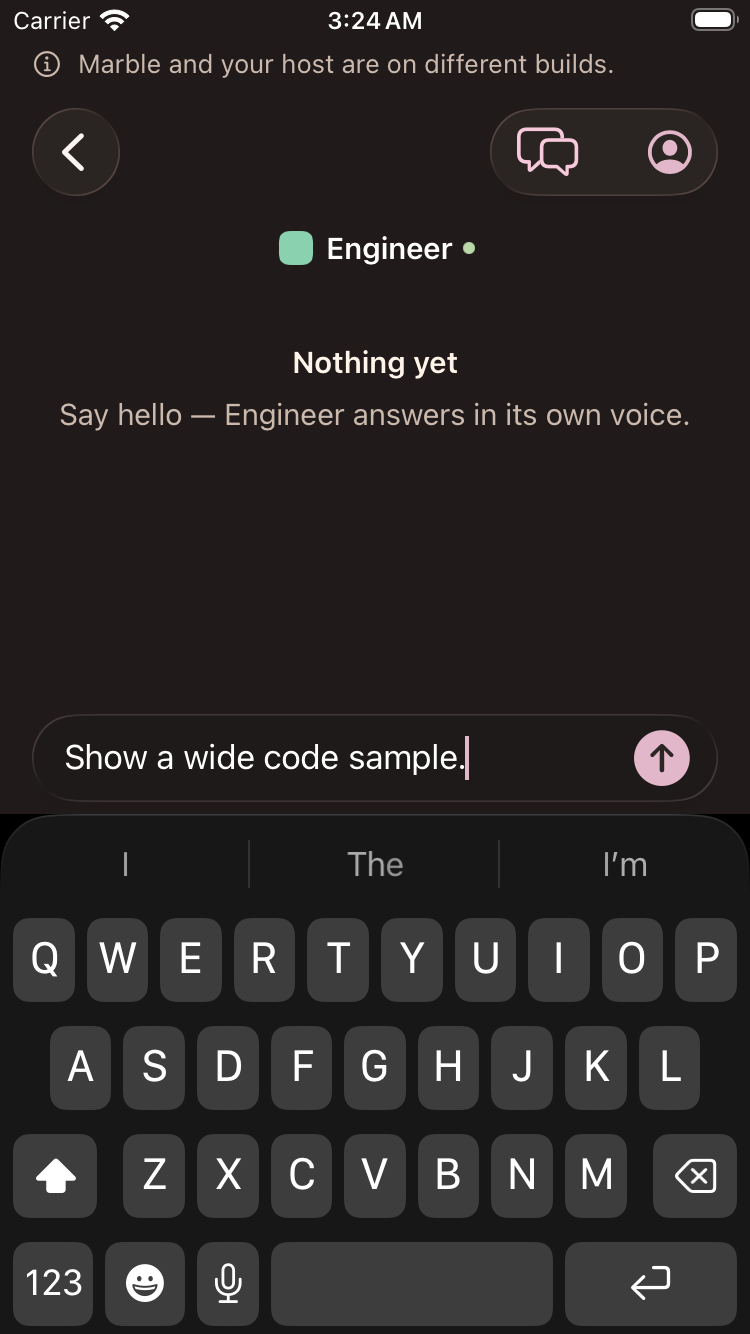 Carrier 3:24 AM
Marble and your host are on different builds.
Engineer
Nothing yet
Say hello — Engineer answers in its own voice.
Show a wide code sample.
I The I’m
Q W E R T Y U I O P
A S D F G H J K L
Z X C V B N M
123